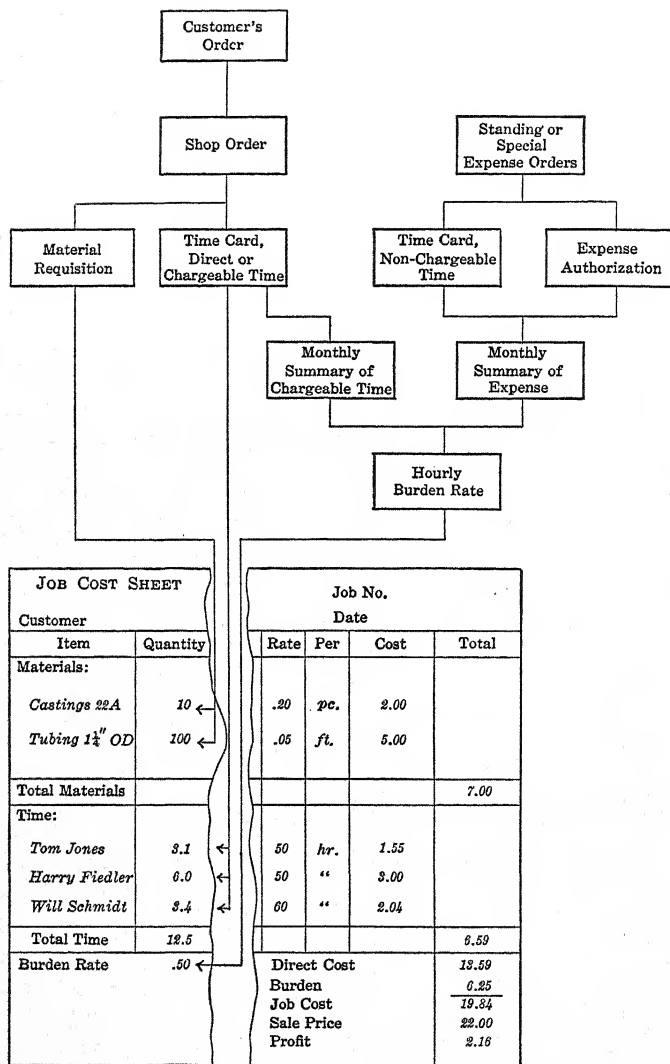 Customer's
Order
Shop Order
Standing or
Special
Expense Orders
Material
Requisition
Time Card,
Direct or
Chargeable Time
Time Card,
Non-Chargeable
Time
Expense
Authorization
Monthly
Summary of
Chargeable Time
Monthly
Summary of
Expense
Hourly
Burden Rate
JOB COST SHEET
Job No.
Customer
Date
Item Quantity Rate Per Cost Total
Materials:
Castings 22A 10 .20 pc. 2.00
Tubing 1¼" OD 100 .05 ft. 5.00
Total Materials 7.00
Time:
Tom Jones 3.1 50 hr. 1.55
Harry Fiedler 6.0 50 “ 3.00
Will Schmidt 3.4 60 “ 2.04
Total Time 12.5 6.59
Burden Rate .50 Direct Cost 13.59
Burden 6.25
Job Cost 19.84
Sale Price 22.00
Profit 2.16